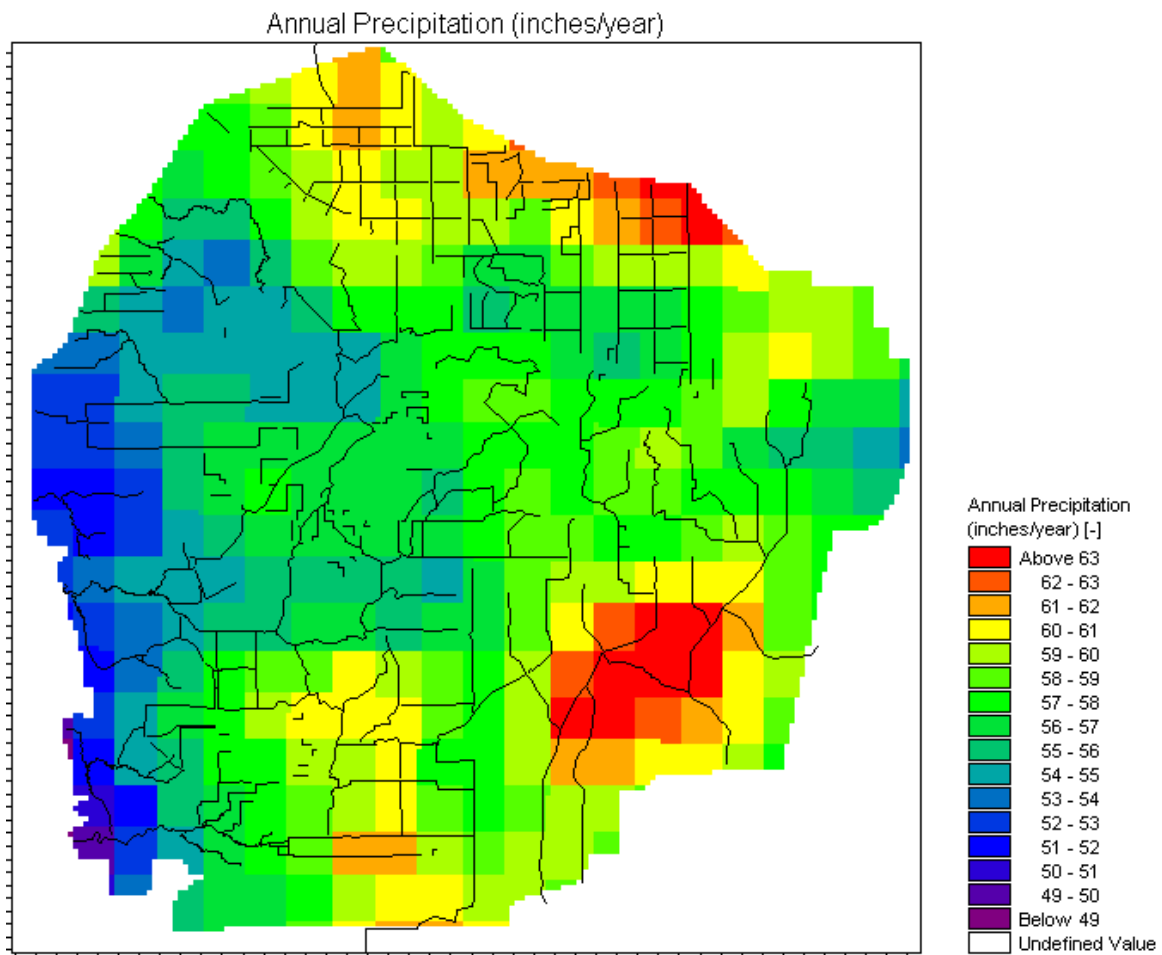 Annual Precipitation (inches/year)
Annual Precipitation
(inches/year) [-]
Above 63
62 - 63
61 - 62
60 - 61
59 - 60
58 - 59
57 - 58
56 - 57
55 - 56
54 - 55
53 - 54
52 - 53
51 - 52
50 - 51
49 - 50
Below 49
Undefined Value